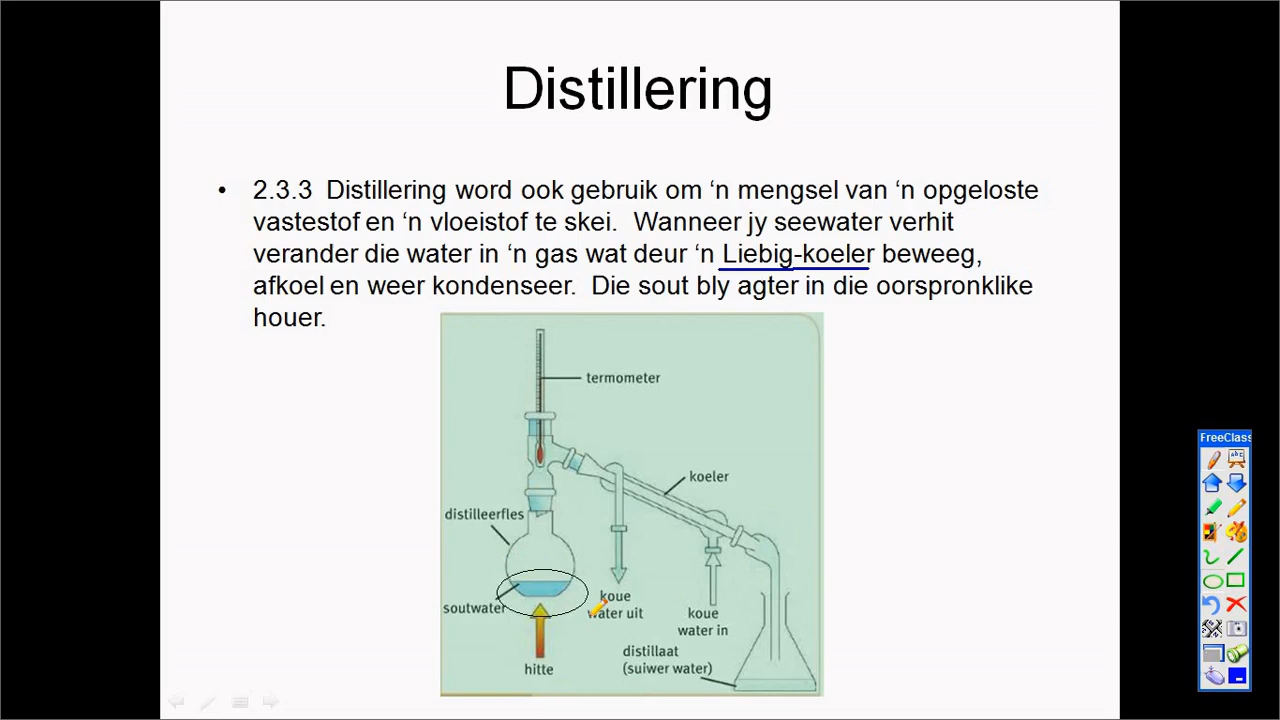 Distillering
• 2.3.3 Distillering word ook gebruik om ‘n mengsel van ‘n opgeloste
vastestof en ‘n vloeistof te skei. Wanneer jy seewater verhit
verander die water in ‘n gas wat deur ‘n Liebig-koeler beweeg,
afkoel en weer kondenseer. Die sout bly agter in die oorspronklike
houer.
termometer
koeler
distilleerfles
soutwater
koue
water uit
koue
water in
hitte
distillaat
(suiwer water)
FreeClass
abc